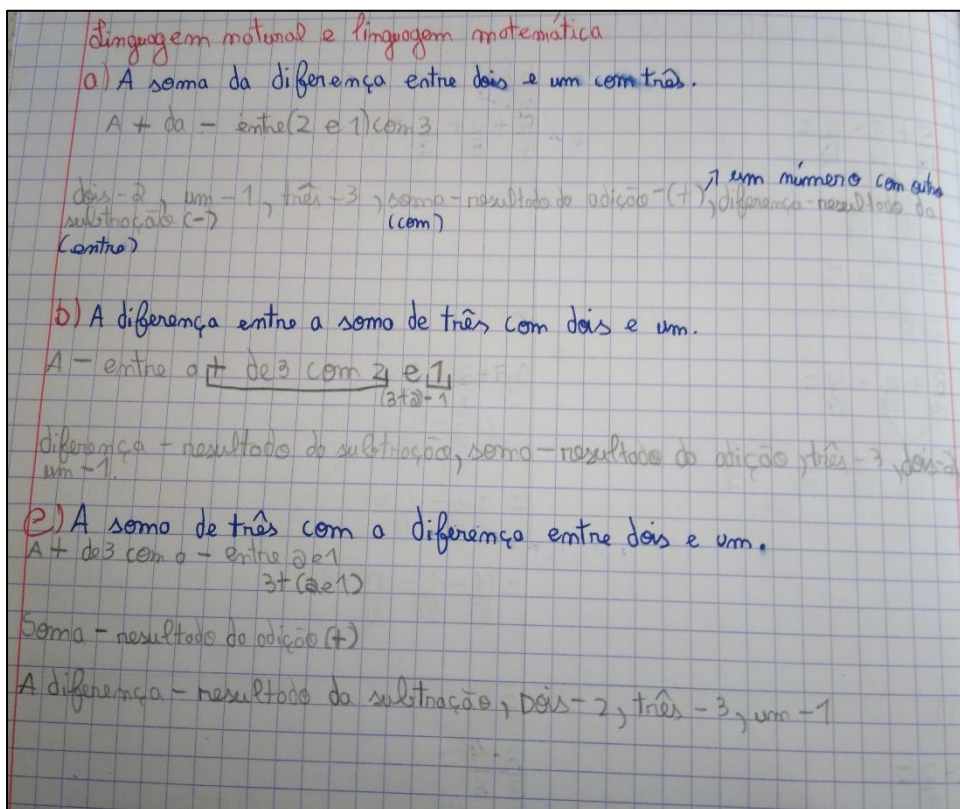 Linguagem natural e linguagem matemática
a) A soma da diferença entre dois e um com três.
A + da - entre(2 e 1)com 3
↗ um número com outro
dois-2, um-1, três-3, soma-resultado da adição-(+), diferença-resultado da
subtração (-) (com)
(entre)
b) A diferença entre a soma de três com dois e um.
A - entre a + de 3 com 2 e 1
(3+2)-1
diferença - resultado da subtração, soma-resultado da adição, três-3, dois-2
um-1.
c) A soma de três com a diferença entre dois e um.
A + de 3 com a - entre 2 e 1
3+(2e1)
Soma - resultado da adição (+)
A diferença - resultado da subtração, Dois-2, três-3, um-1